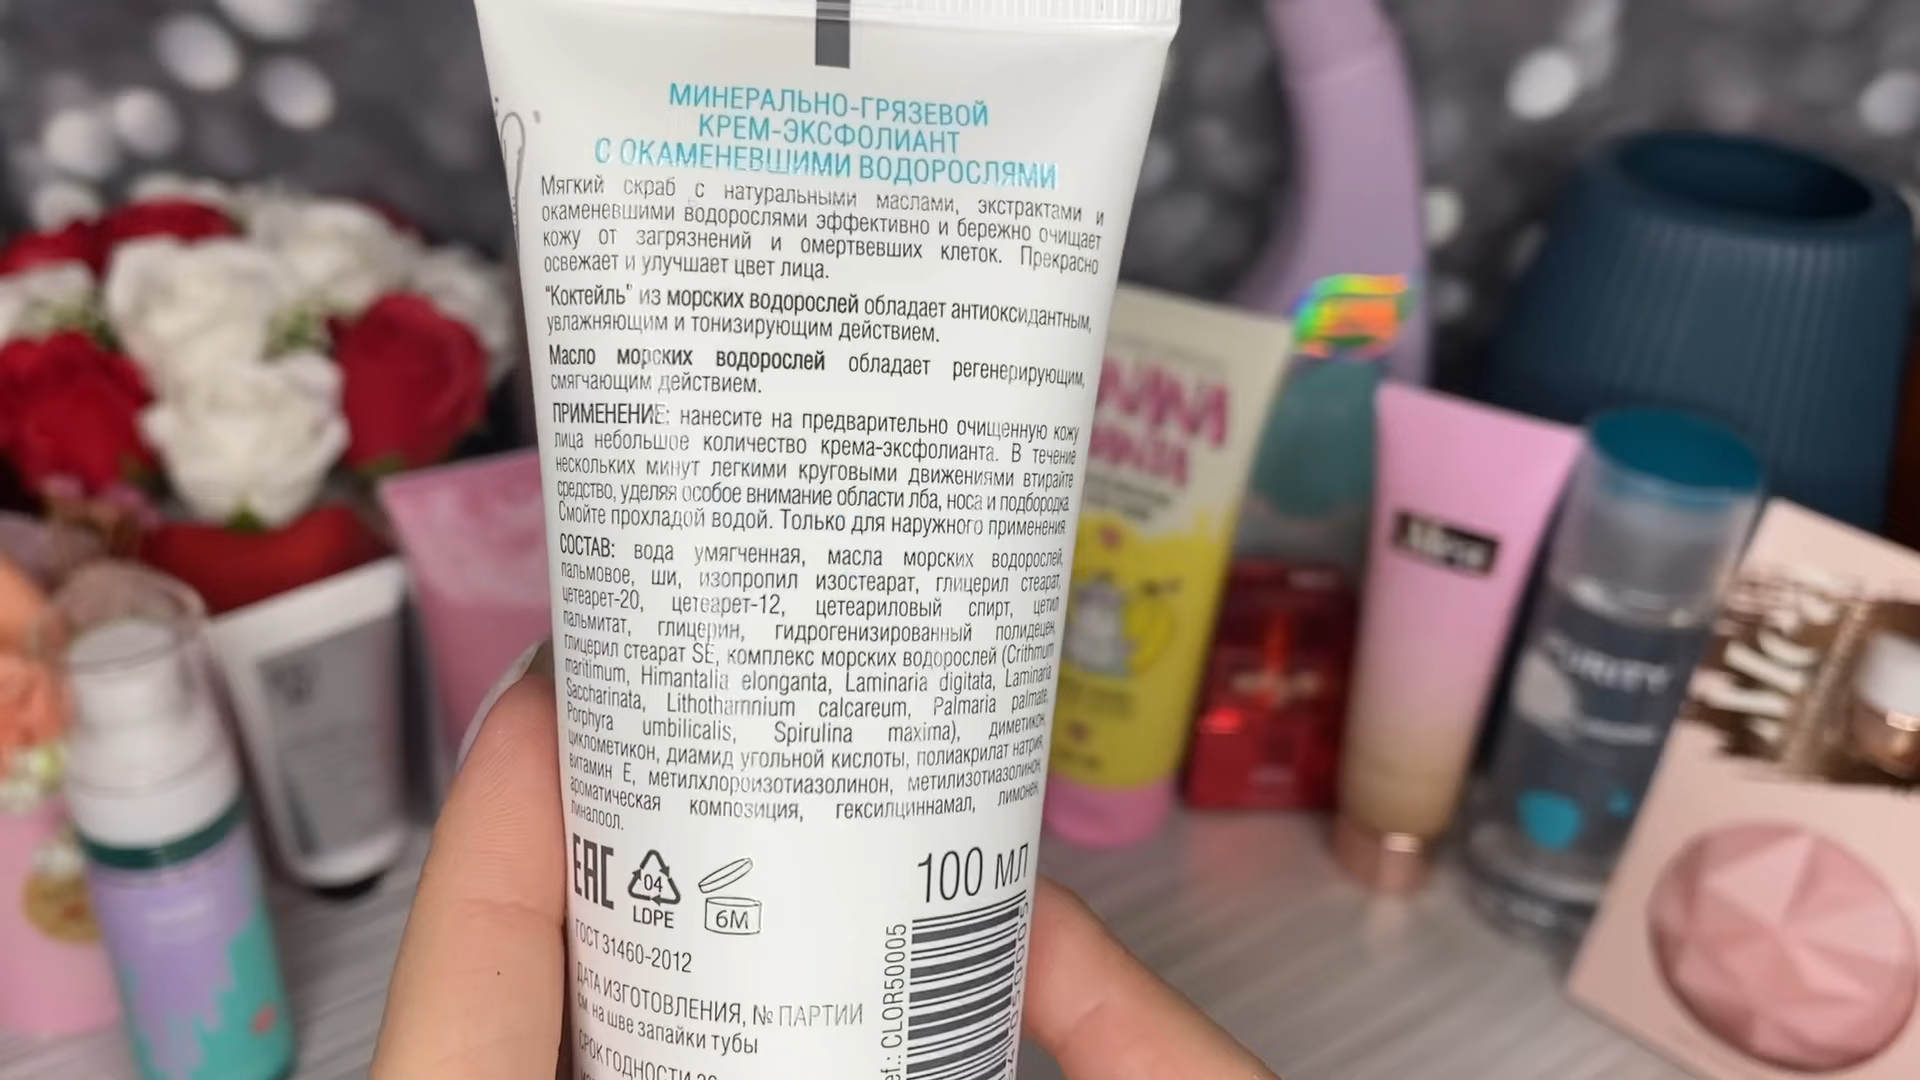 МИНЕРАЛЬНО-ГРЯЗЕВОЙ
КРЕМ-ЭКСФОЛИАНТ
С ОКАМЕНЕВШИМИ ВОДОРОСЛЯМИ
Мягкий скраб с натуральными маслами, экстрактами и
окаменевшими водорослями эффективно и бережно очищает
кожу от загрязнений и омертвевших клеток. Прекрасно
освежает и улучшает цвет лица.
"Коктейль" из морских водорослей обладает антиоксидантным,
увлажняющим и тонизирующим действием.
Масло морских водорослей обладает регенерирующим,
смягчающим действием.
ПРИМЕНЕНИЕ: нанесите на предварительно очищенную кожу
лица небольшое количество крема-эксфолианта. В течение
нескольких минут легкими круговыми движениями втирайте
средство, уделяя особое внимание области лба, носа и подбородка.
Смойте прохладой водой. Только для наружного применения.
СОСТАВ: вода умягченная, масла морских водорослей,
пальмовое, ши, изопропил изостеарат, глицерил стеарат,
цетеарет-20, цетеарет-12, цетеариловый спирт, цетил
пальмитат, глицерин, гидрогенизированный полидецен,
глицерил стеарат SE, комплекс морских водорослей (Crithmum
maritimum, Himantalia elonganta, Laminaria digitata, Laminaria
Saccharinata, Lithothamnium calcareum, Palmaria palmate,
Porphyra umbilicalis, Spirulina maxima), диметикон,
циклометикон, диамид угольной кислоты, полиакрилат натрия,
витамин Е, метилхлороизотиазолинон, метилизотиазолинон,
ароматическая композиция, гексилциннамал, лимонен,
линалоол.
EAC
04
LDPE
6М
100 МЛ
ГОСТ 31460-2012
ДАТА ИЗГОТОВЛЕНИЯ, № ПАРТИИ
см. на шве запайки тубы
СРОК ГОДНОСТИ
CLOR50005